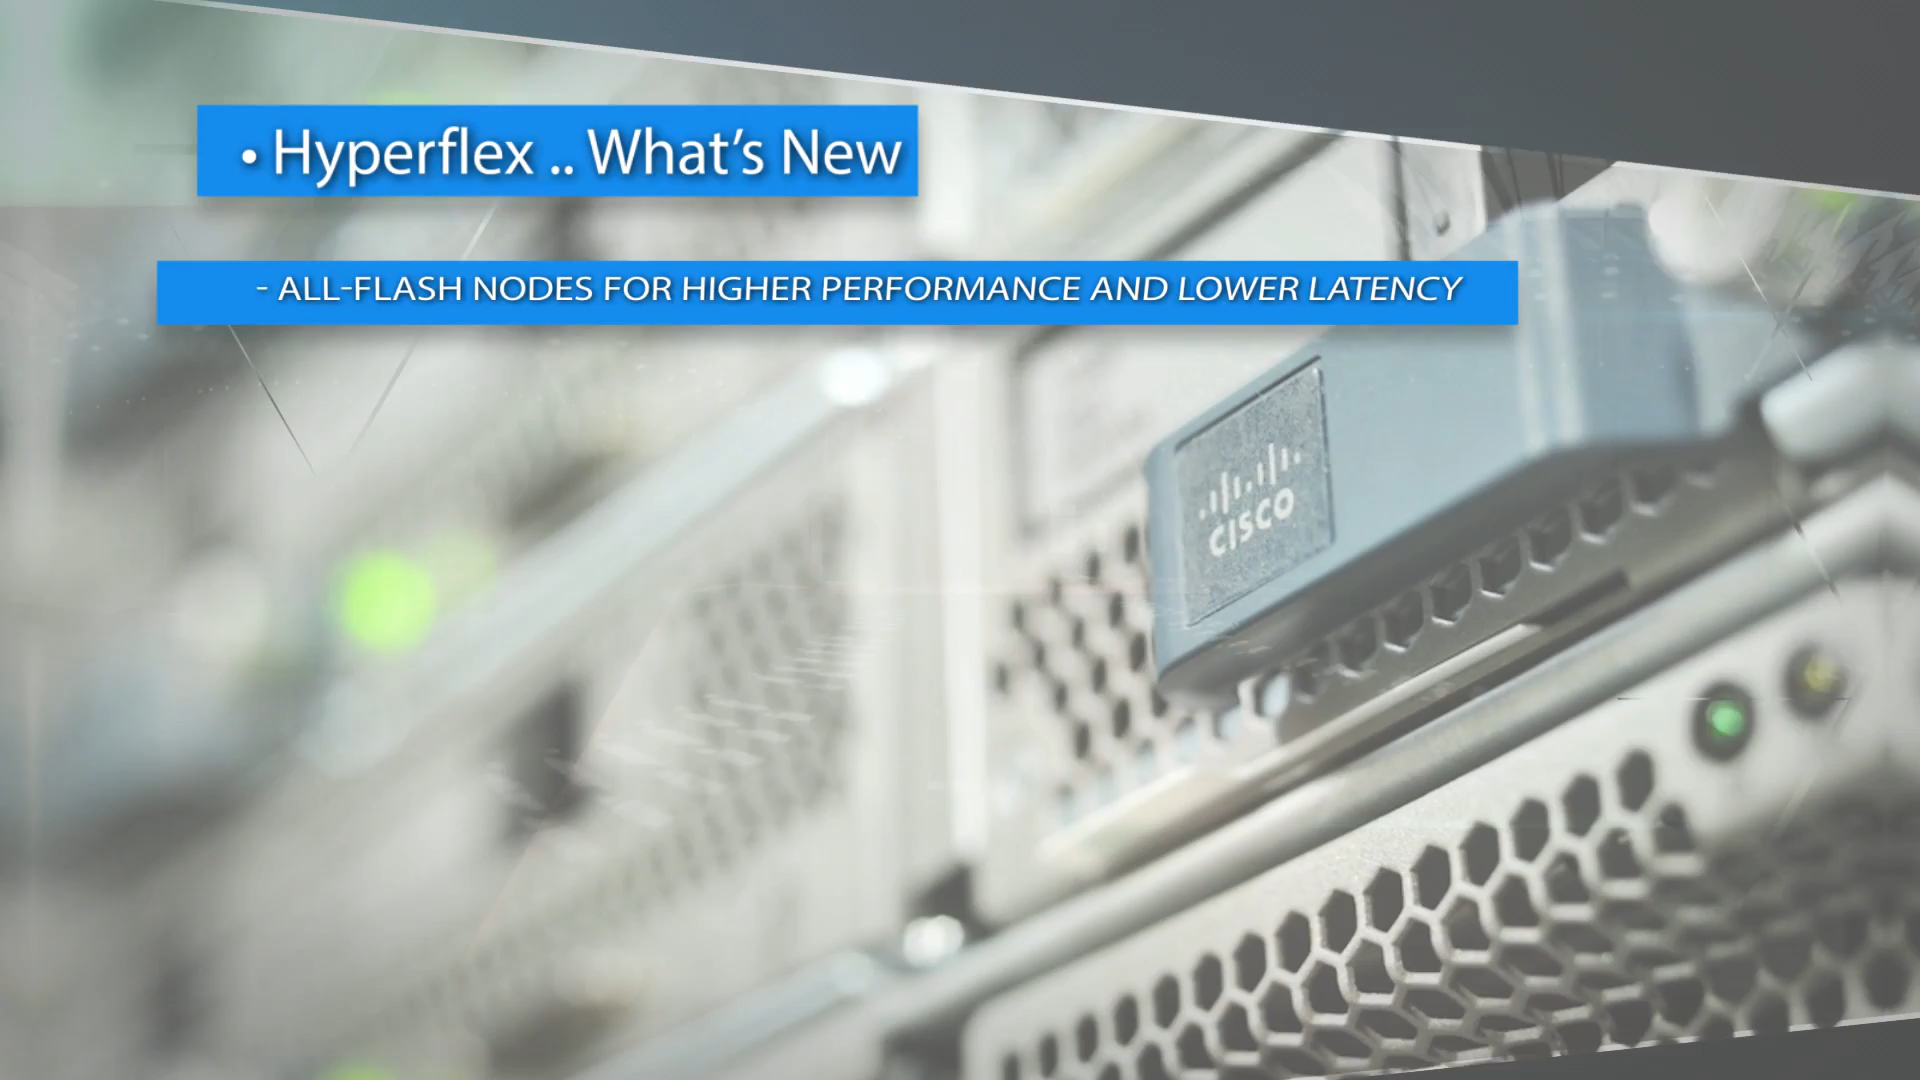 • Hyperflex .. What's New
- ALL-FLASH NODES FOR HIGHER PERFORMANCE AND LOWER LATENCY
CISCO